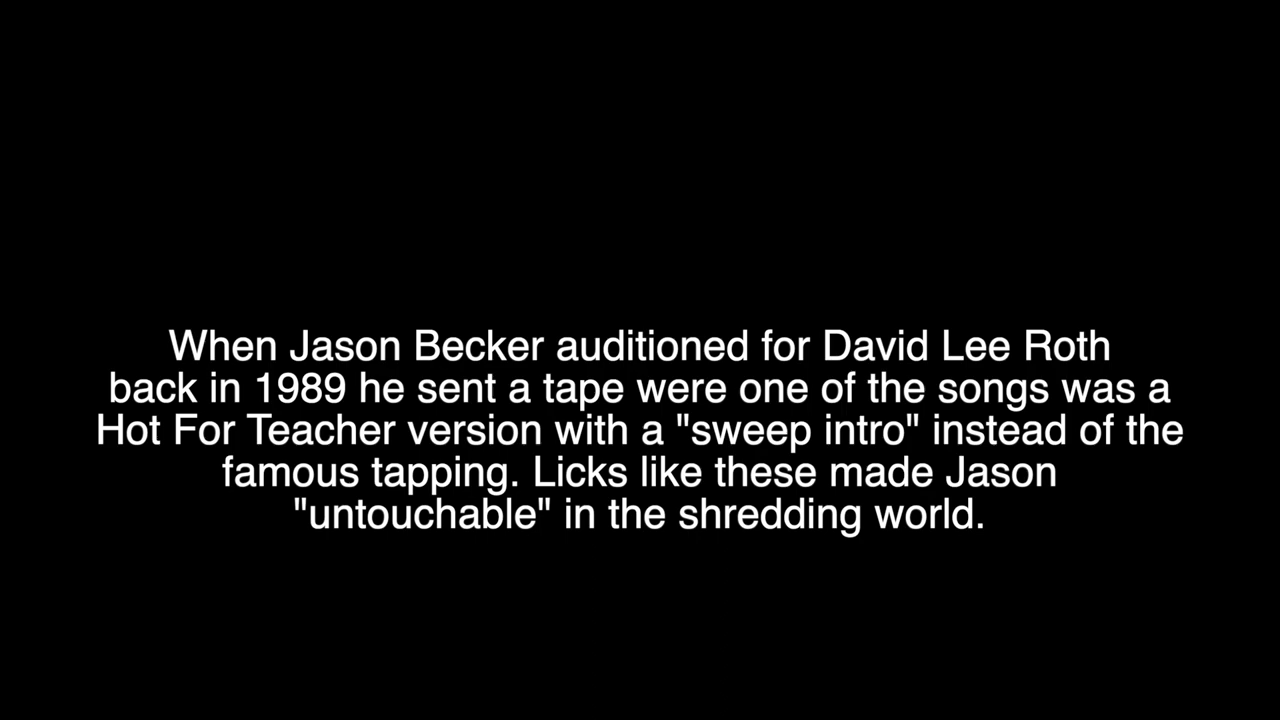 When Jason Becker auditioned for David Lee Roth
back in 1989 he sent a tape were one of the songs was a
Hot For Teacher version with a "sweep intro" instead of the
famous tapping. Licks like these made Jason
"untouchable" in the shredding world.